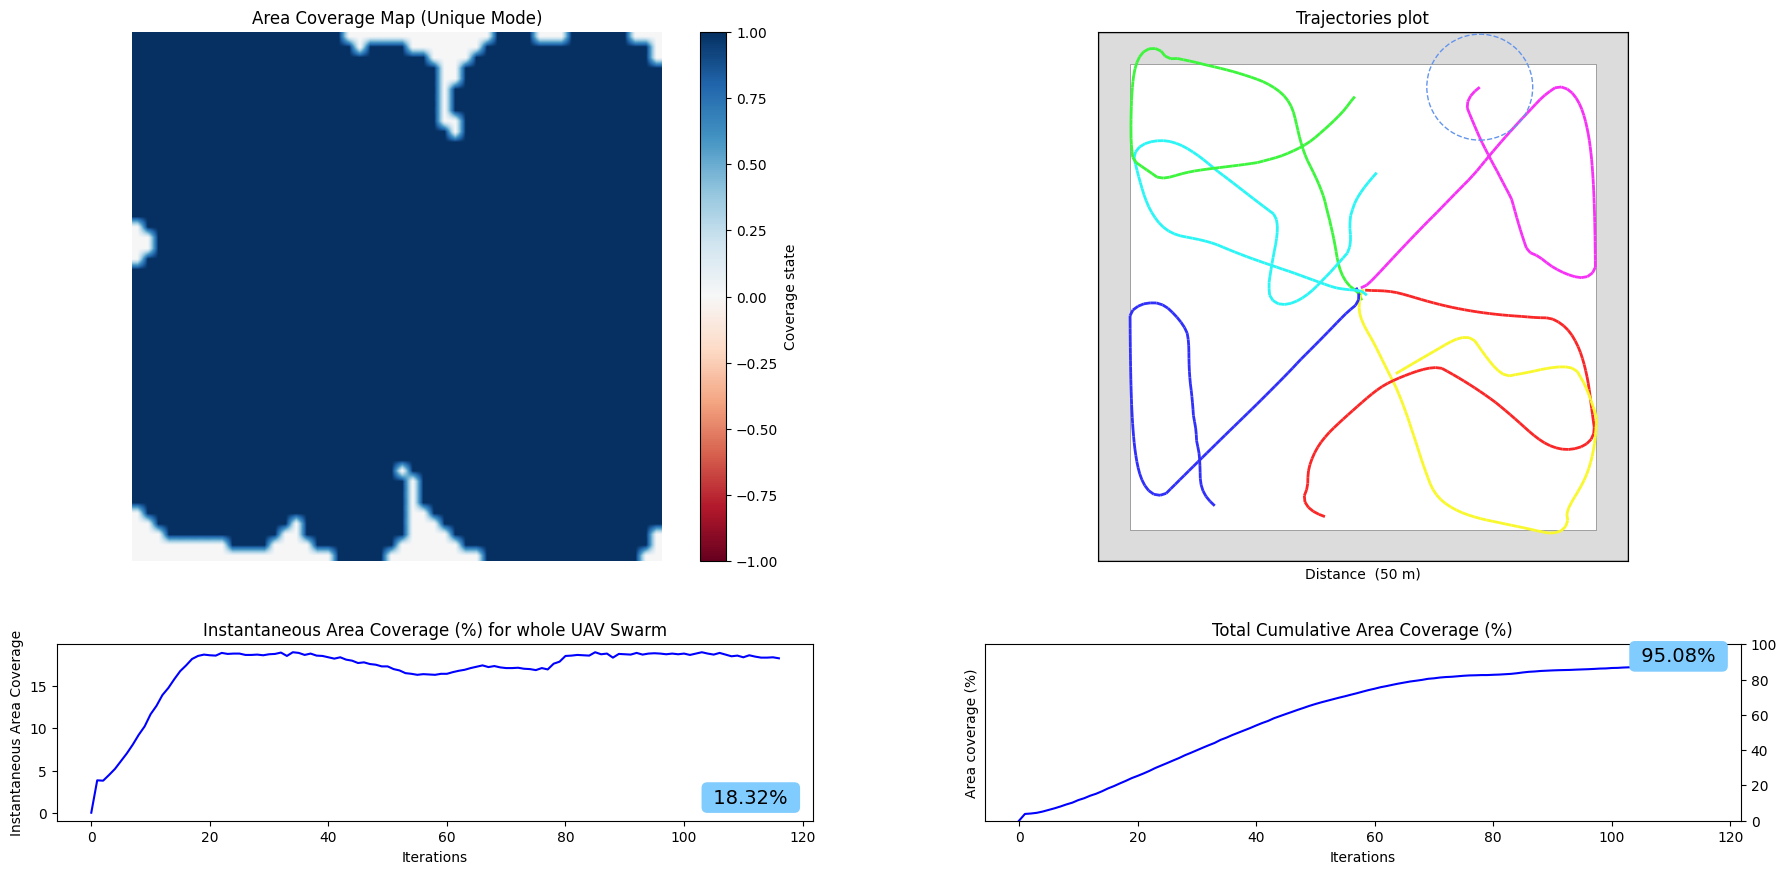 Area Coverage Map (Unique Mode)
1.00
0.75
0.50
0.25
0.00
−0.25
−0.50
−0.75
−1.00
Coverage state
Trajectories plot
Distance  (50 m)
Instantaneous Area Coverage (%) for whole UAV Swarm
Instantaneous Area Coverage
15
10
5
0
18.32%
0 20 40 60 80 100 120
Iterations
Total Cumulative Area Coverage (%)
Area coverage (%)
95.08%
100
80
60
40
20
0
0 20 40 60 80 100 120
Iterations